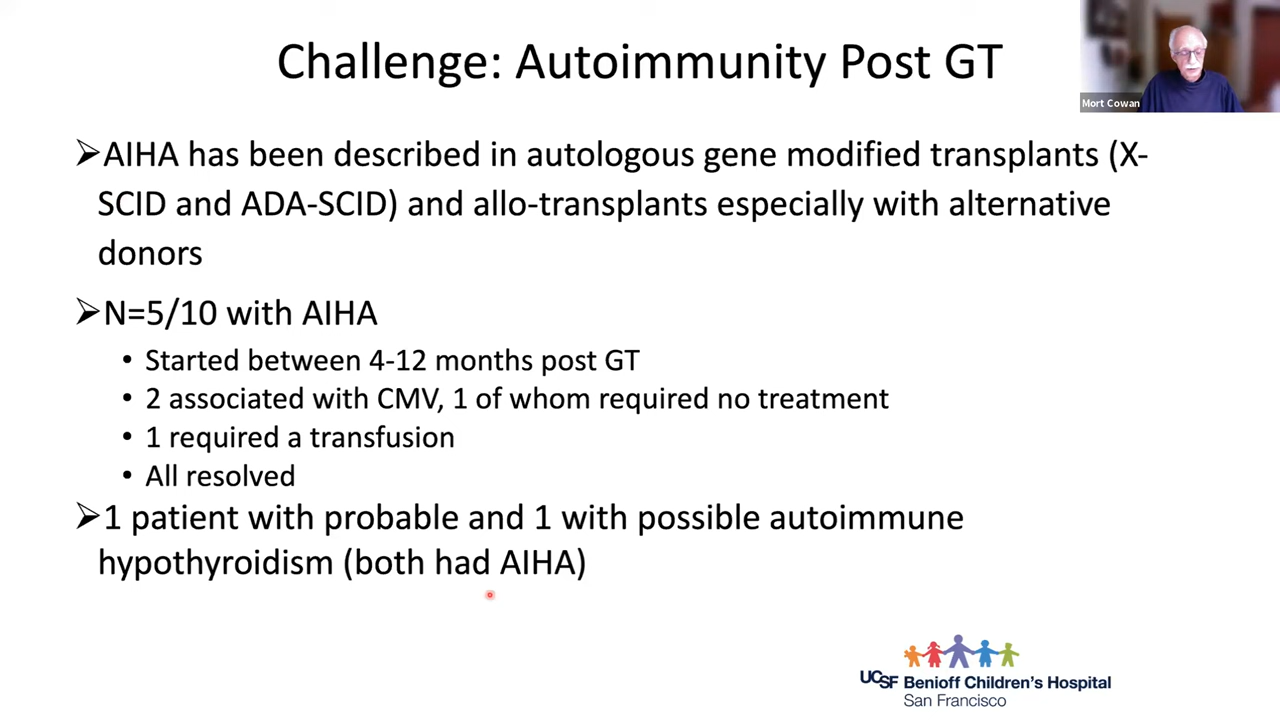 Challenge: Autoimmunity Post GT
Mort Cowan
➢AIHA has been described in autologous gene modified transplants (X-
SCID and ADA-SCID) and allo-transplants especially with alternative
donors
➢N=5/10 with AIHA
• Started between 4-12 months post GT
• 2 associated with CMV, 1 of whom required no treatment
• 1 required a transfusion
• All resolved
➢1 patient with probable and 1 with possible autoimmune
hypothyroidism (both had AIHA)
UCSF Benioff Children's Hospital
San Francisco